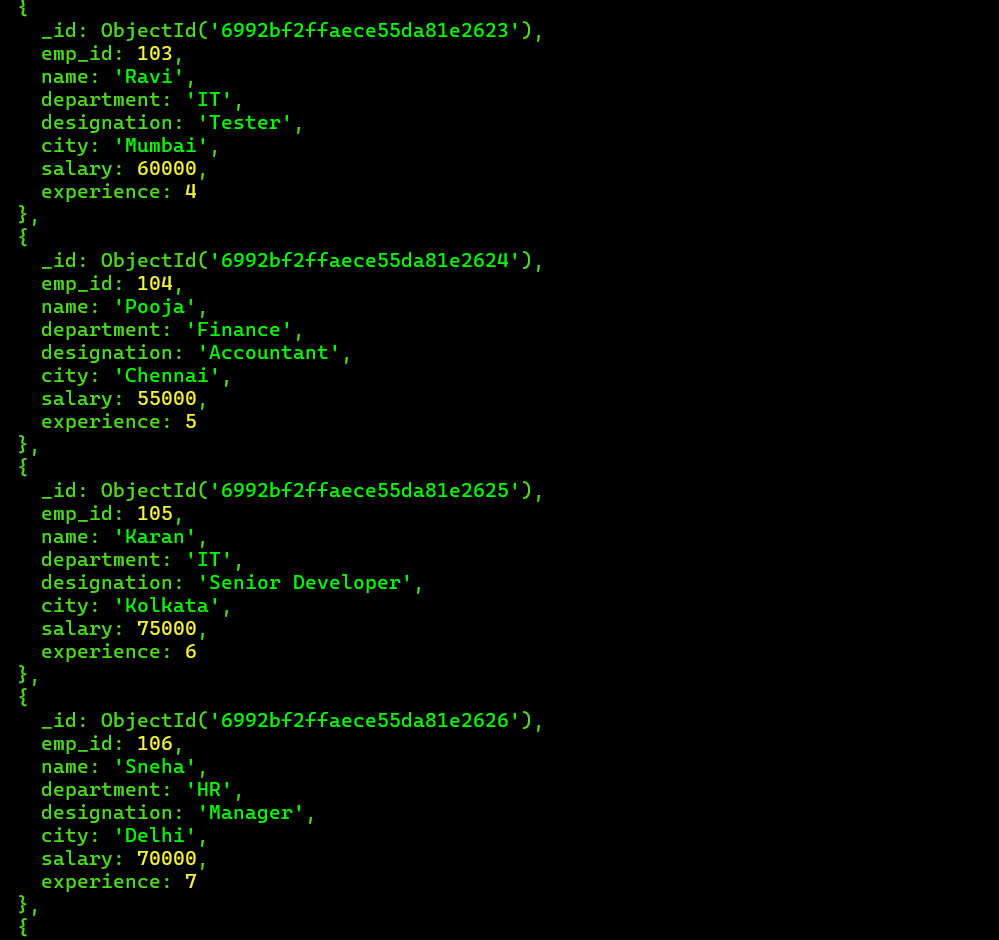 {
_id: ObjectId('6992bf2ffaece55da81e2623'),
emp_id: 103,
name: 'Ravi',
department: 'IT',
designation: 'Tester',
city: 'Mumbai',
salary: 60000,
experience: 4
},
{
_id: ObjectId('6992bf2ffaece55da81e2624'),
emp_id: 104,
name: 'Pooja',
department: 'Finance',
designation: 'Accountant',
city: 'Chennai',
salary: 55000,
experience: 5
},
{
_id: ObjectId('6992bf2ffaece55da81e2625'),
emp_id: 105,
name: 'Karan',
department: 'IT',
designation: 'Senior Developer',
city: 'Kolkata',
salary: 75000,
experience: 6
},
{
_id: ObjectId('6992bf2ffaece55da81e2626'),
emp_id: 106,
name: 'Sneha',
department: 'HR',
designation: 'Manager',
city: 'Delhi',
salary: 70000,
experience: 7
},
{